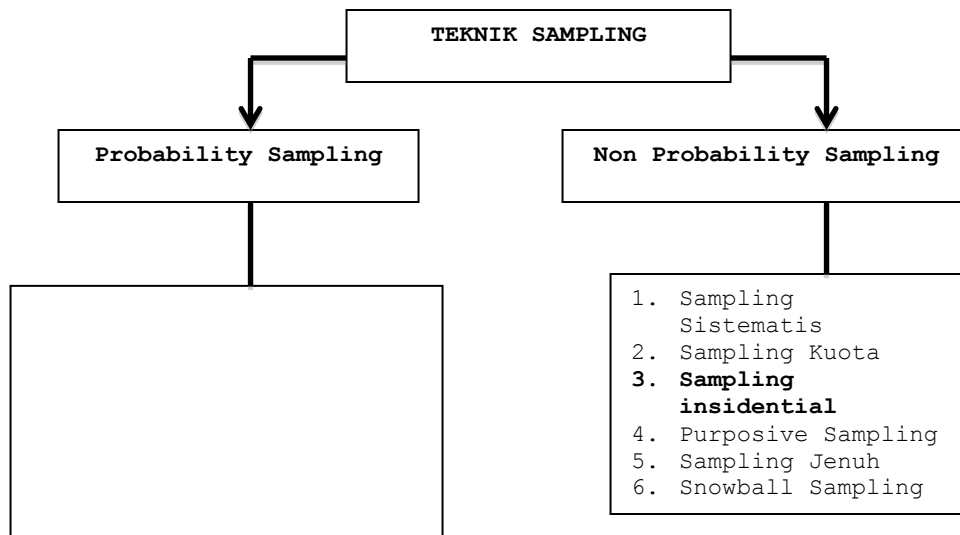 TEKNIK SAMPLING
Probability Sampling
Non Probability Sampling
1. Sampling
Sistematis
2. Sampling Kuota
3. Sampling
insidential
4. Purposive Sampling
5. Sampling Jenuh
6. Snowball Sampling